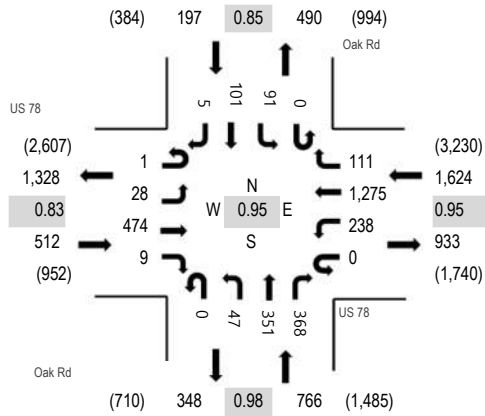 (384) 197 0.85 490 (994)
Oak Rd
US 78
5 101 91 0
(2,607) (3,230)
1 111
1,328 1,624
28 N 1,275
0.83 W 0.95 E 0.95
474 238
512 S 933
9 0
(952) (1,740)
0 47 351 368
US 78
Oak Rd
(710) 348 0.98 766 (1,485)